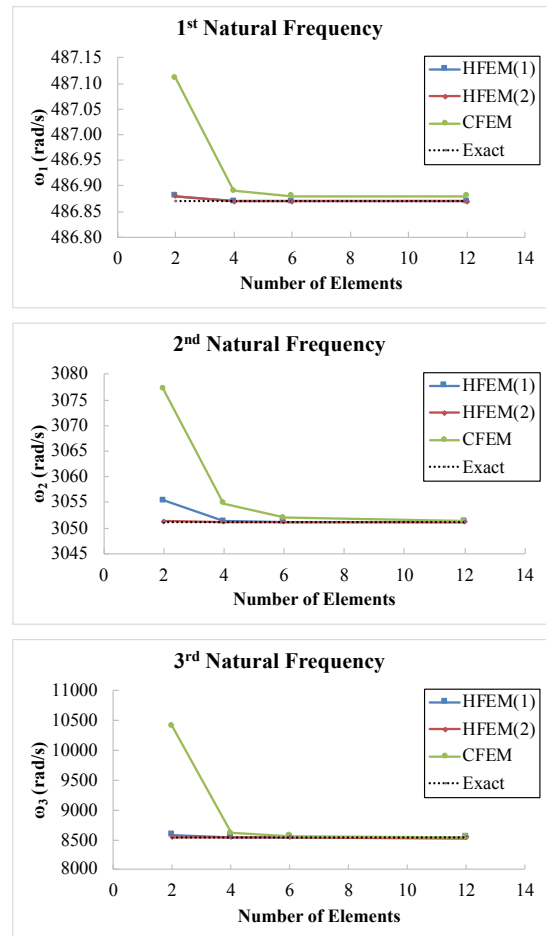 1st Natural Frequency
487.15
487.10
487.05
487.00
486.95
486.90
486.85
486.80
ω1 (rad/s)
HFEM(1)
HFEM(2)
CFEM
Exact
0 2 4 6 8 10 12 14
Number of Elements
2nd Natural Frequency
3080
3075
3070
3065
3060
3055
3050
3045
ω2 (rad/s)
HFEM(1)
HFEM(2)
CFEM
Exact
0 2 4 6 8 10 12 14
Number of Elements
3rd Natural Frequency
11000
10500
10000
9500
9000
8500
8000
ω3 (rad/s)
HFEM(1)
HFEM(2)
CFEM
Exact
0 2 4 6 8 10 12 14
Number of Elements